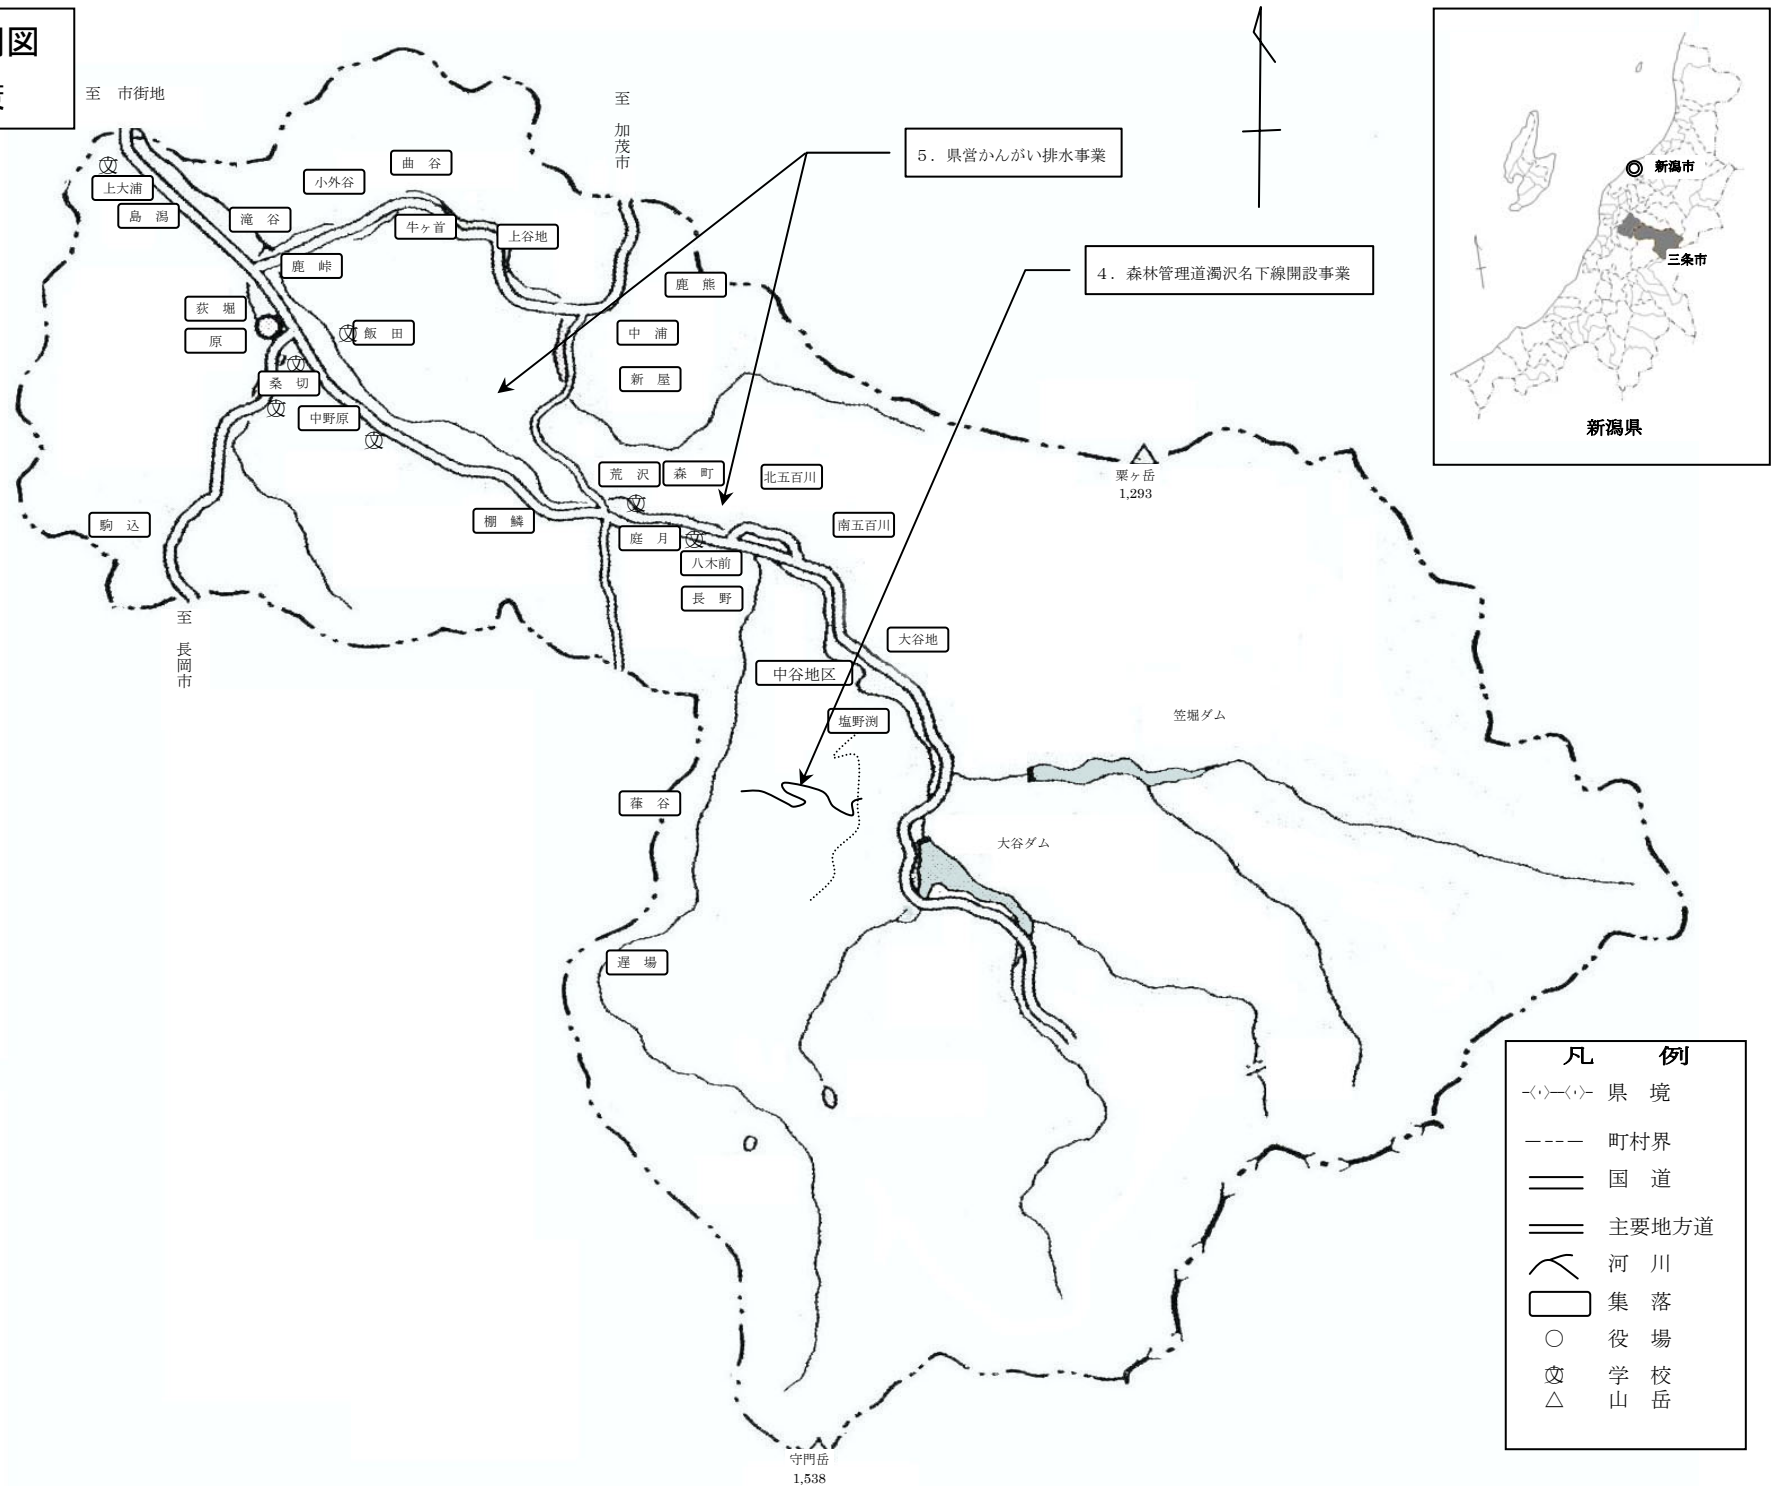 図
至　市街地
至　加茂市
5．県営かんがい排水事業
4．森林管理道濁沢名下線開設事業
新潟市
三条市
新潟県
上大浦
島　潟
小外谷
曲　谷
滝　谷
牛ヶ首
上谷地
鹿　峠
鹿　熊
荻　堀
原
飯　田
中　浦
新　屋
桑　切
中野原
荒　沢
森　町
北五百川
粟ヶ岳
1,293
駒　込
棚　鱗
庭　月
南五百川
八木前
長　野
至　長岡市
大谷地
中谷地区
塩野渕
笠堀ダム
葎　谷
大谷ダム
遅　場
守門岳
1,538
凡　例
県　境
町村界
国　道
主要地方道
河　川
集　落
役　場
文
学　校
山　岳